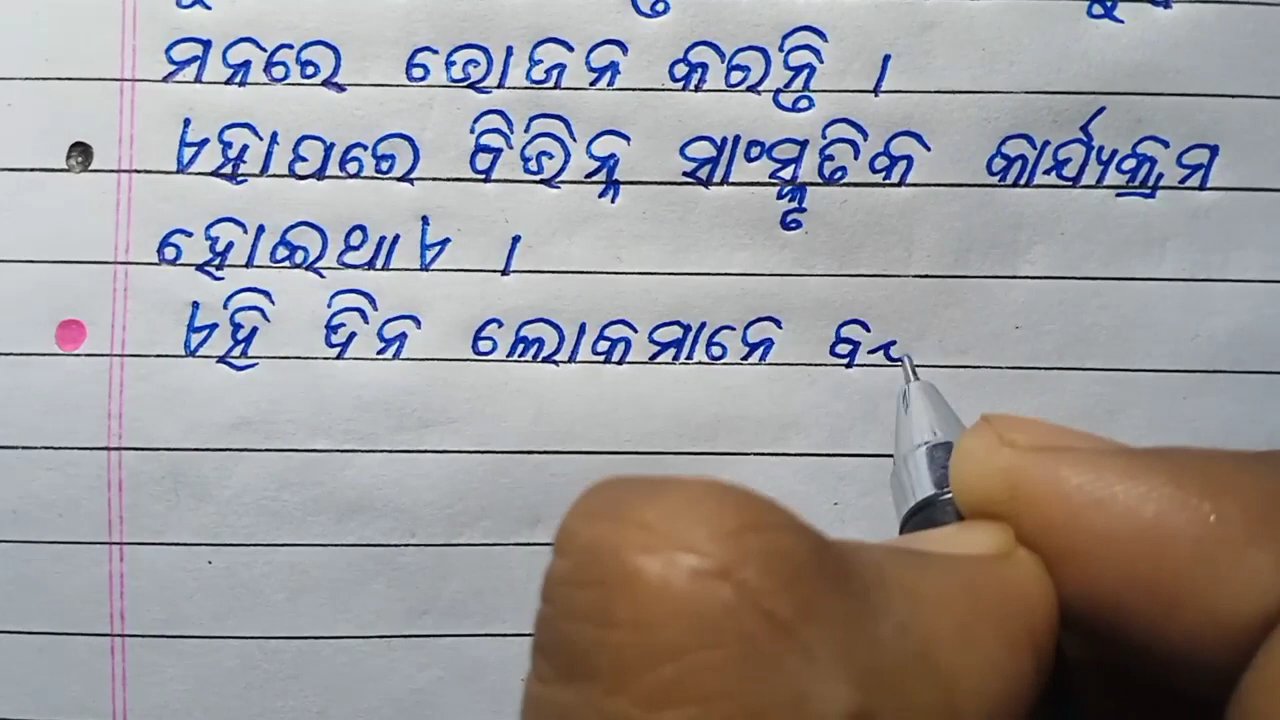 ମନରେ ଭୋଜନ କରନ୍ତି ।
ଏହାପରେ ବିଭିନ୍ନ ସାଂସ୍କୃତିକ କାର୍ଯ୍ୟକ୍ରମ
ହୋଇଥାଏ ।
ଏହି ଦିନ ଲୋକମାନେ